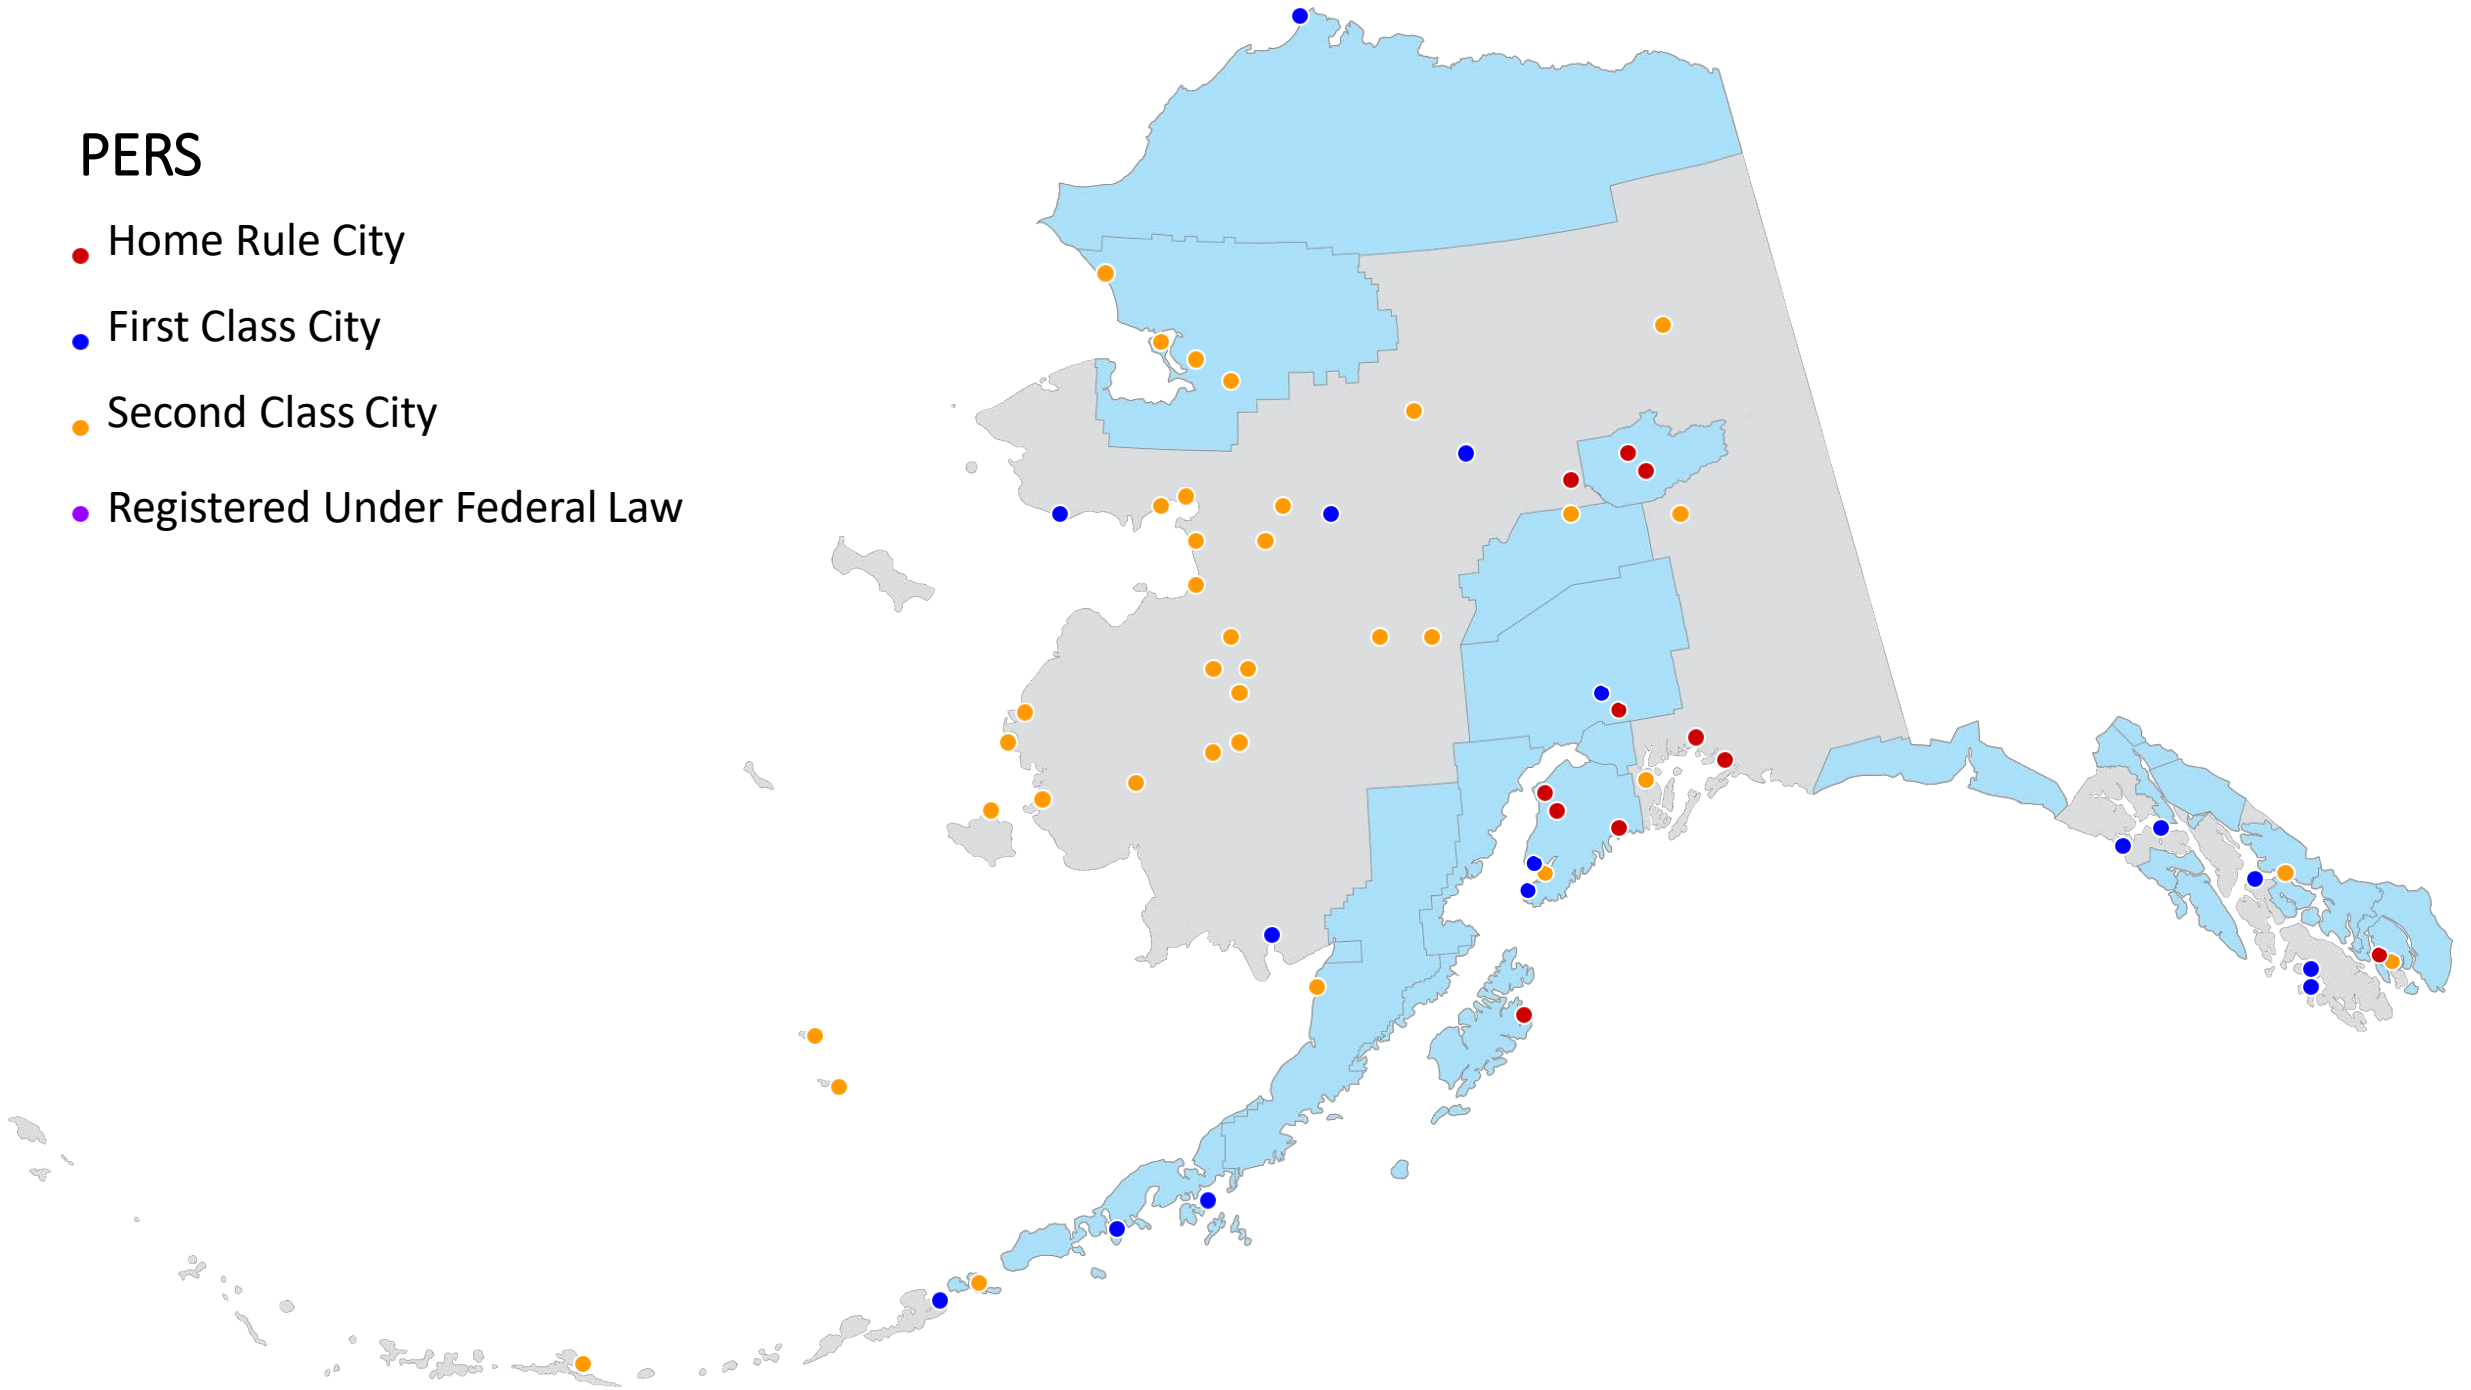 PERS
Home Rule City
First Class City
Second Class City
Registered Under Federal Law